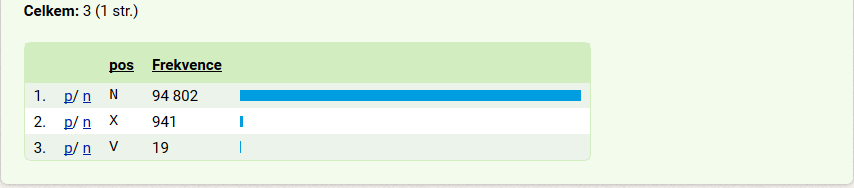 Celkem: 3 (1 str.)
pos Frekvence
1. p/ n N 94 802
2. p/ n X 941
3. p/ n V 19